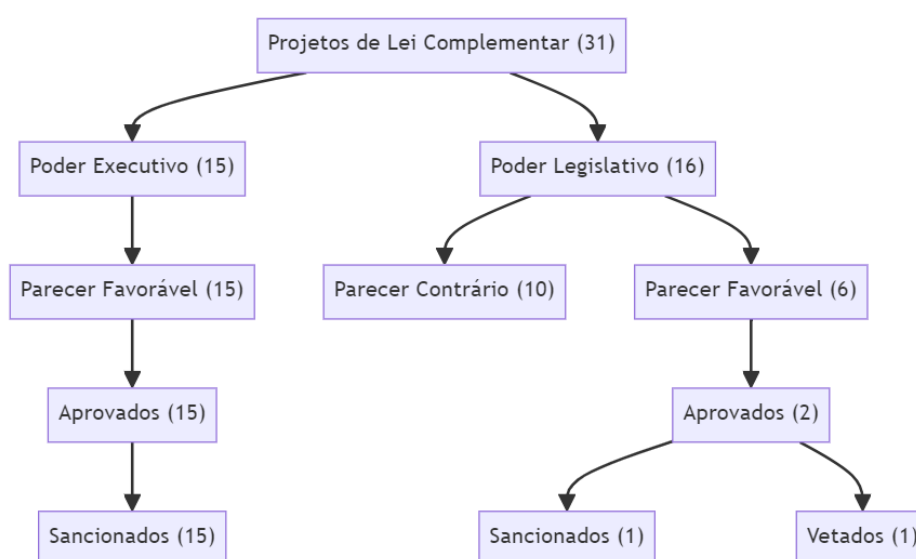 Projetos de Lei Complementar (31)
Poder Executivo (15)
Poder Legislativo (16)
Parecer Favorável (15)
Parecer Contrário (10)
Parecer Favorável (6)
Aprovados (15)
Aprovados (2)
Sancionados (15)
Sancionados (1)
Vetados (1)